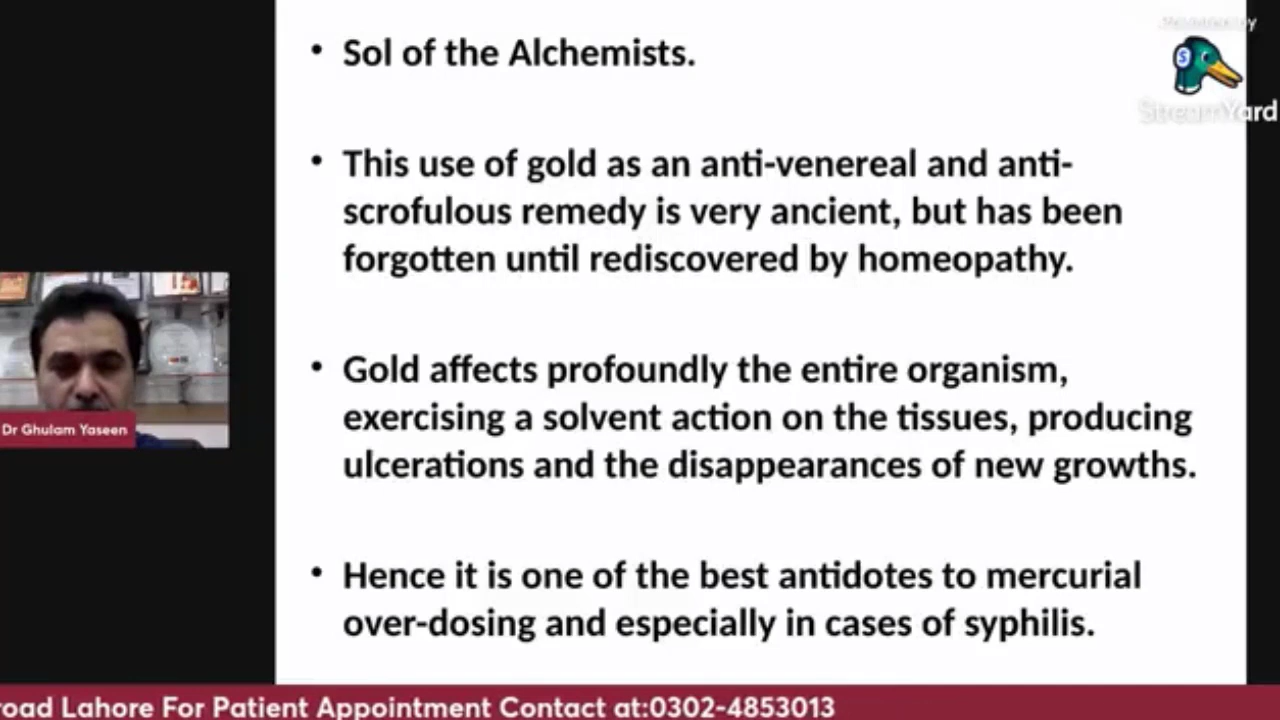 • Sol of the Alchemists.
• This use of gold as an anti-venereal and anti-
scrofulous remedy is very ancient, but has been
forgotten until rediscovered by homeopathy.
• Gold affects profoundly the entire organism,
exercising a solvent action on the tissues, producing
ulcerations and the disappearances of new growths.
• Hence it is one of the best antidotes to mercurial
over-dosing and especially in cases of syphilis.
Powered by
StreamYard
Dr Ghulam Yaseen
road Lahore For Patient Appointment Contact at:0302-4853013